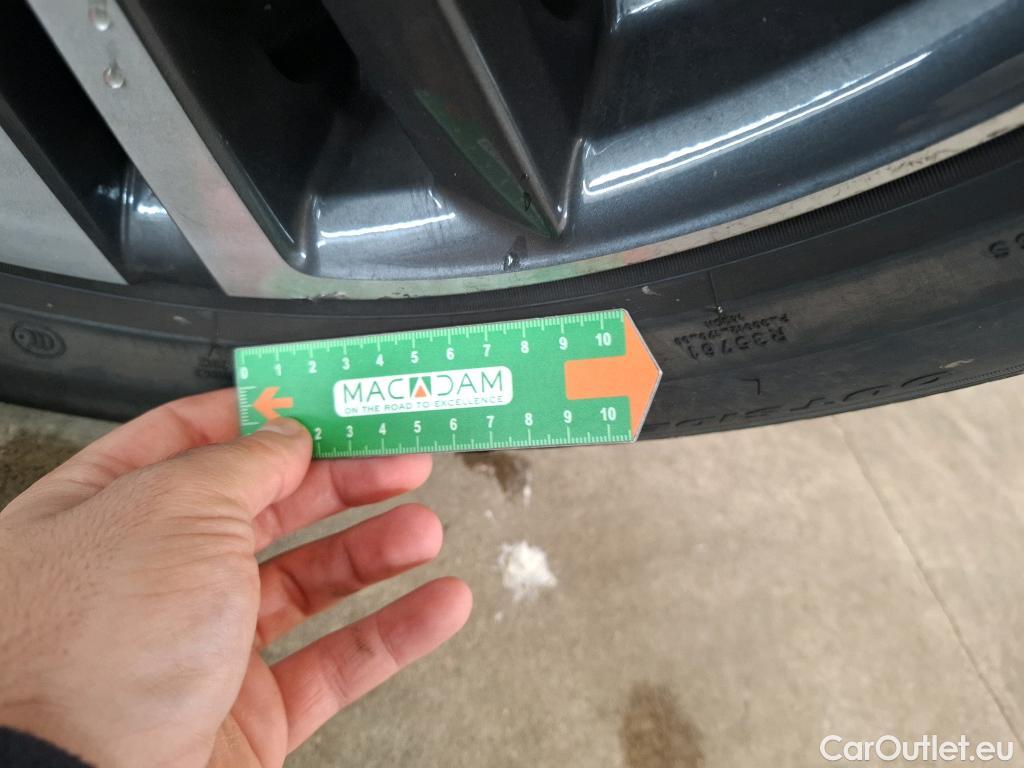 0 1 2 3 4 5 6 7 8 9 10
MACADAM
ON THE ROAD TO EXCELLENCE
2 3 4 5 6 7 8 9 10
R35761
OUTSIDE
CarOutlet.eu